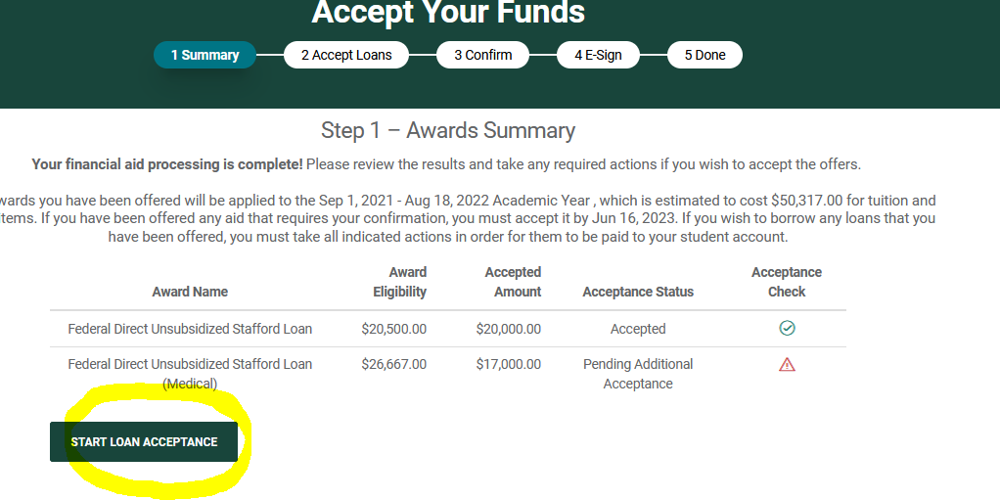 Accept Your Funds
1 Summary
2 Accept Loans
3 Confirm
4 E-Sign
5 Done
Step 1 – Awards Summary
Your financial aid processing is complete! Please review the results and take any required actions if you wish to accept the offers.
wards you have been offered will be applied to the Sep 1, 2021 - Aug 18, 2022 Academic Year , which is estimated to cost $50,317.00 for tuition and
items. If you have been offered any aid that requires your confirmation, you must accept it by Jun 16, 2023. If you wish to borrow any loans that you
have been offered, you must take all indicated actions in order for them to be paid to your student account.
Award Name Award Eligibility Accepted Amount Acceptance Status Acceptance Check
Federal Direct Unsubsidized Stafford Loan $20,500.00 $20,000.00 Accepted
Federal Direct Unsubsidized Stafford Loan (Medical) $26,667.00 $17,000.00 Pending Additional Acceptance
START LOAN ACCEPTANCE